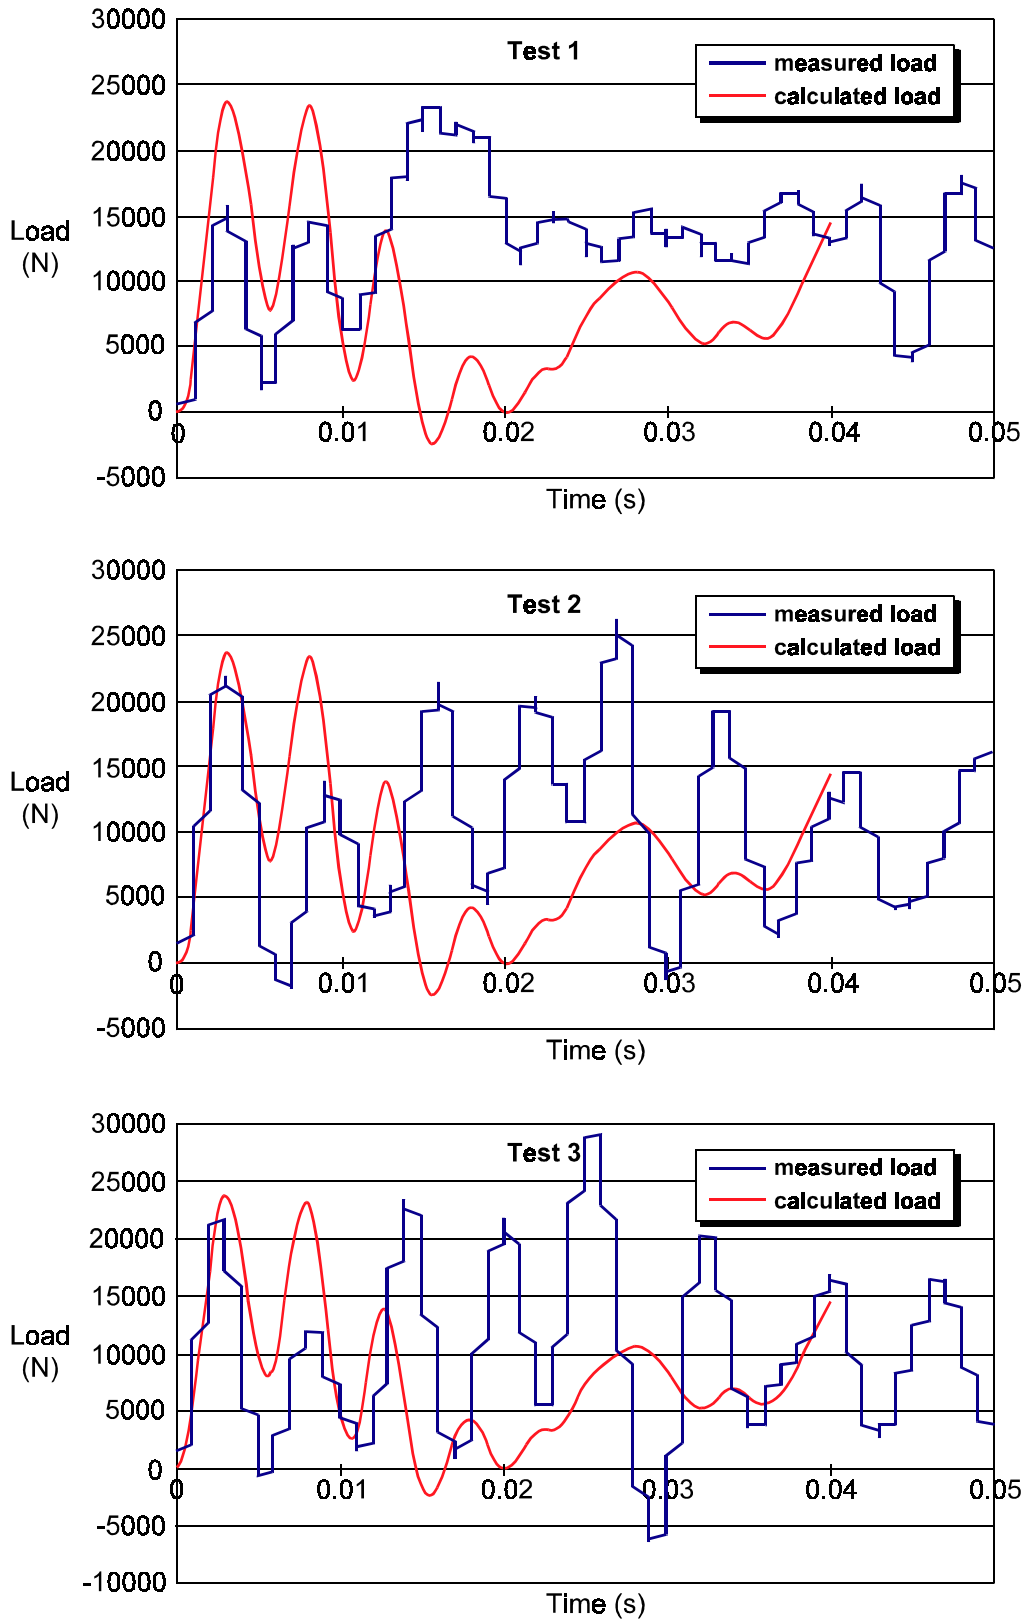 30000
Test 1
measured load
calculated load
25000
20000
15000
Load
(N)
10000
5000
0
0 0.01 0.02 0.03 0.04 0.05
-5000
Time (s)
30000
Test 2
measured load
calculated load
25000
20000
15000
Load
(N)
10000
5000
0
0 0.01 0.02 0.03 0.04 0.05
-5000
Time (s)
30000
Test 3
measured load
calculated load
25000
20000
15000
Load
(N)
10000
5000
0
0 0.01 0.02 0.03 0.04 0.05
-5000
-10000
Time (s)